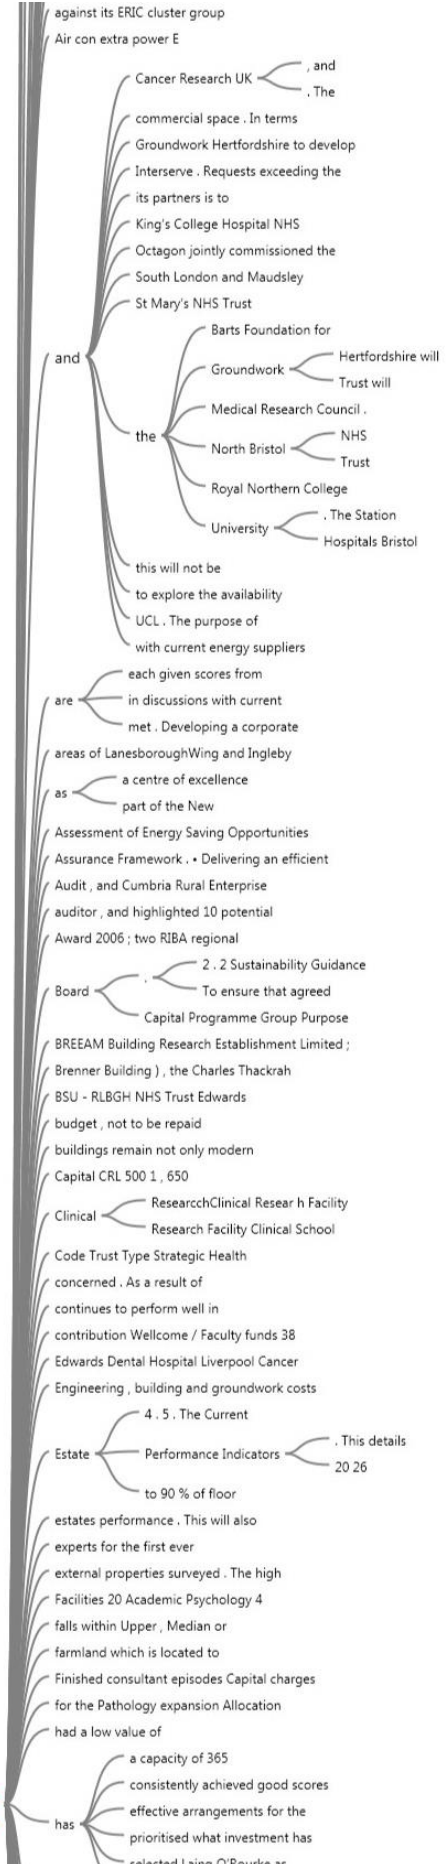 against its ERIC cluster group
Air con extra power E
and
Cancer Research UK
, and
. The
commercial space . In terms
Groundwork Hertfordshire to develop
Interserve . Requests exceeding the
its partners is to
King's College Hospital NHS
Octagon jointly commissioned the
South London and Maudsley
St Mary's NHS Trust
the
Barts Foundation for
Groundwork
Hertfordshire will
Trust will
Medical Research Council .
North Bristol
NHS
Trust
Royal Northern College
University
. The Station
Hospitals Bristol
this will not be
to explore the availability
UCL . The purpose of
with current energy suppliers
are
each given scores from
in discussions with current
met . Developing a corporate
areas of LanesboroughWing and Ingleby
as
a centre of excellence
part of the New
Assessment of Energy Saving Opportunities
Assurance Framework . • Delivering an efficient
Audit , and Cumbria Rural Enterprise
auditor , and highlighted 10 potential
Award 2006 ; two RIBA regional
Board
.
2 . 2 Sustainability Guidance
To ensure that agreed
Capital Programme Group Purpose
BREEAM Building Research Establishment Limited ;
Brenner Building ) , the Charles Thackrah
BSU - RLBGH NHS Trust Edwards
budget , not to be repaid
buildings remain not only modern
Capital CRL 500 1 , 650
Clinical
ResearcchClinical Resear h Facility
Research Facility Clinical School
Code Trust Type Strategic Health
concerned . As a result of
continues to perform well in
contribution Wellcome / Faculty funds 38
Edwards Dental Hospital Liverpool Cancer
Engineering , building and groundwork costs
Estate
4 . 5 . The Current
Performance Indicators
. This details
20 26
to 90 % of floor
estates performance . This will also
experts for the first ever
external properties surveyed . The high
Facilities 20 Academic Psychology 4
falls within Upper , Median or
farmland which is located to
Finished consultant episodes Capital charges
for the Pathology expansion Allocation
had a low value of
has
a capacity of 365
consistently achieved good scores
effective arrangements for the
prioritised what investment has
selected Laing O'Rourke as